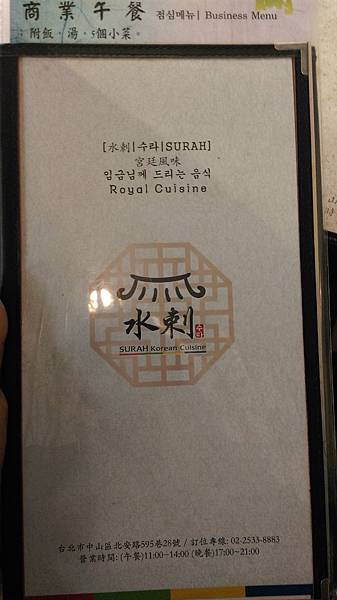 商業午餐 점심메뉴| Business Menu
: 附飯，湯，5個小菜。
[水刺|수라|SURAH]
宮廷風味
임금님께 드리는 음식
Royal Cuisine
水刺 수라
SURAH Korean Cuisine
台北市中山區北安路595巷28號 / 訂位專線: 02-2533-8883
營業時間: (午餐)11:00~14:00 (晚餐)17:00~21:00